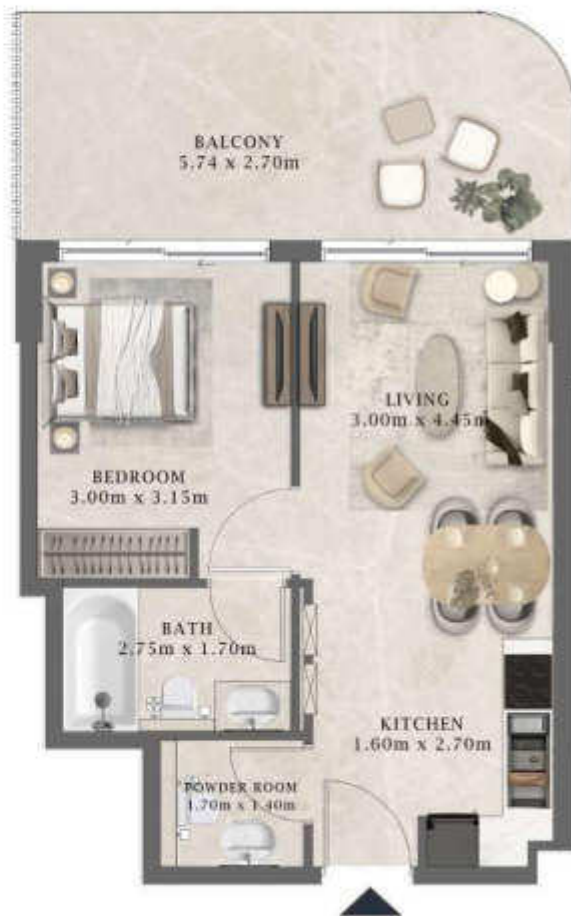 BALCONY
5.74 x 2.70m
LIVING
3.00m x 4.45m
BEDROOM
3.00m x 3.15m
BATH
2.75m x 1.70m
KITCHEN
1.60m x 2.70m
POWDER ROOM
1.70m x 1.40m